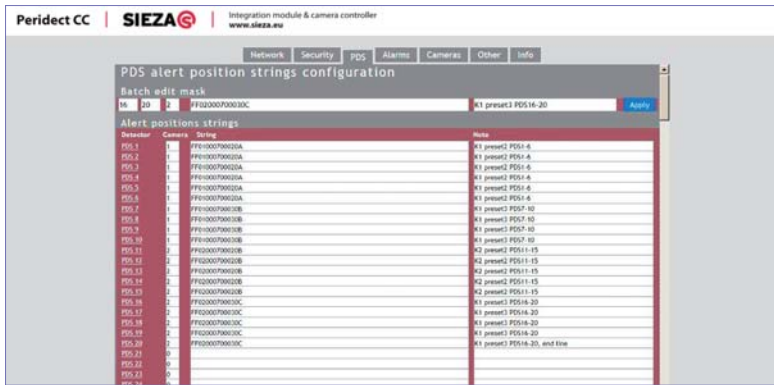 Peridect CC | SIEZA | Integration module & camera controller
www.sieza.eu
Network Security PDS Alarms Cameras Other Info
PDS alert position strings configuration
Batch edit mask
16 20 2 FF02000700030C K1 preset3 PDS16-20 Apply
Alert positions strings
Detector Camera String Note
PDS 1 1 FF01000700020A K1 preset2 PDS1-6
PDS 2 1 FF01000700020A K1 preset2 PDS1-6
PDS 3 1 FF01000700020A K1 preset2 PDS1-6
PDS 4 1 FF01000700020A K1 preset2 PDS1-6
PDS 5 1 FF01000700020A K1 preset2 PDS1-6
PDS 6 1 FF01000700020A K1 preset2 PDS1-6
PDS 7 1 FF01000700030B K1 preset3 PDS7-10
PDS 8 1 FF01000700030B K1 preset3 PDS7-10
PDS 9 1 FF01000700030B K1 preset3 PDS7-10
PDS 10 1 FF01000700030B K1 preset3 PDS7-10
PDS 11 2 FF02000700020B K2 preset2 PDS11-15
PDS 12 2 FF02000700020B K2 preset2 PDS11-15
PDS 13 2 FF02000700020B K2 preset2 PDS11-15
PDS 14 2 FF02000700020B K2 preset2 PDS11-15
PDS 15 2 FF02000700020B K2 preset2 PDS11-15
PDS 16 2 FF02000700030C K1 preset3 PDS16-20
PDS 17 2 FF02000700030C K1 preset3 PDS16-20
PDS 18 2 FF02000700030C K1 preset3 PDS16-20
PDS 19 2 FF02000700030C K1 preset3 PDS16-20
PDS 20 2 FF02000700030C K1 preset3 PDS16-20, end line
PDS 21 0
PDS 22 0
PDS 23 0